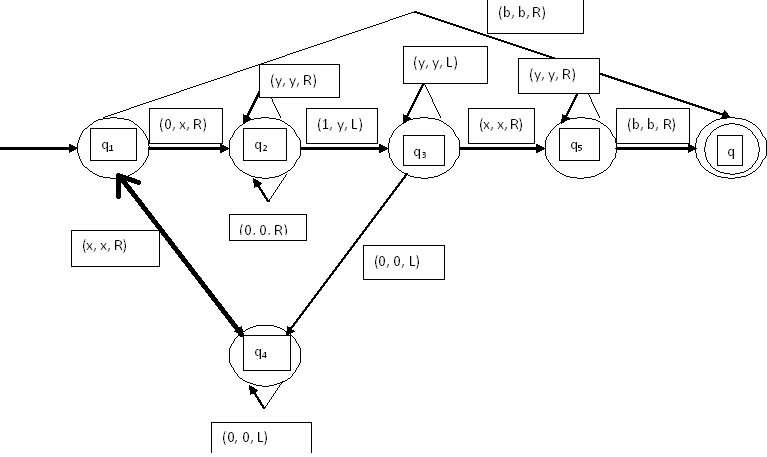 (b, b, R)
(y, y, L)
(y, y, R)
(y, y, R)
(0, x, R)
(1, y, L)
(x, x, R)
(b, b, R)
q₁
q₂
q₃
q₅
q
(0, 0, R)
(x, x, R)
(0, 0, L)
q₄
(0, 0, L)